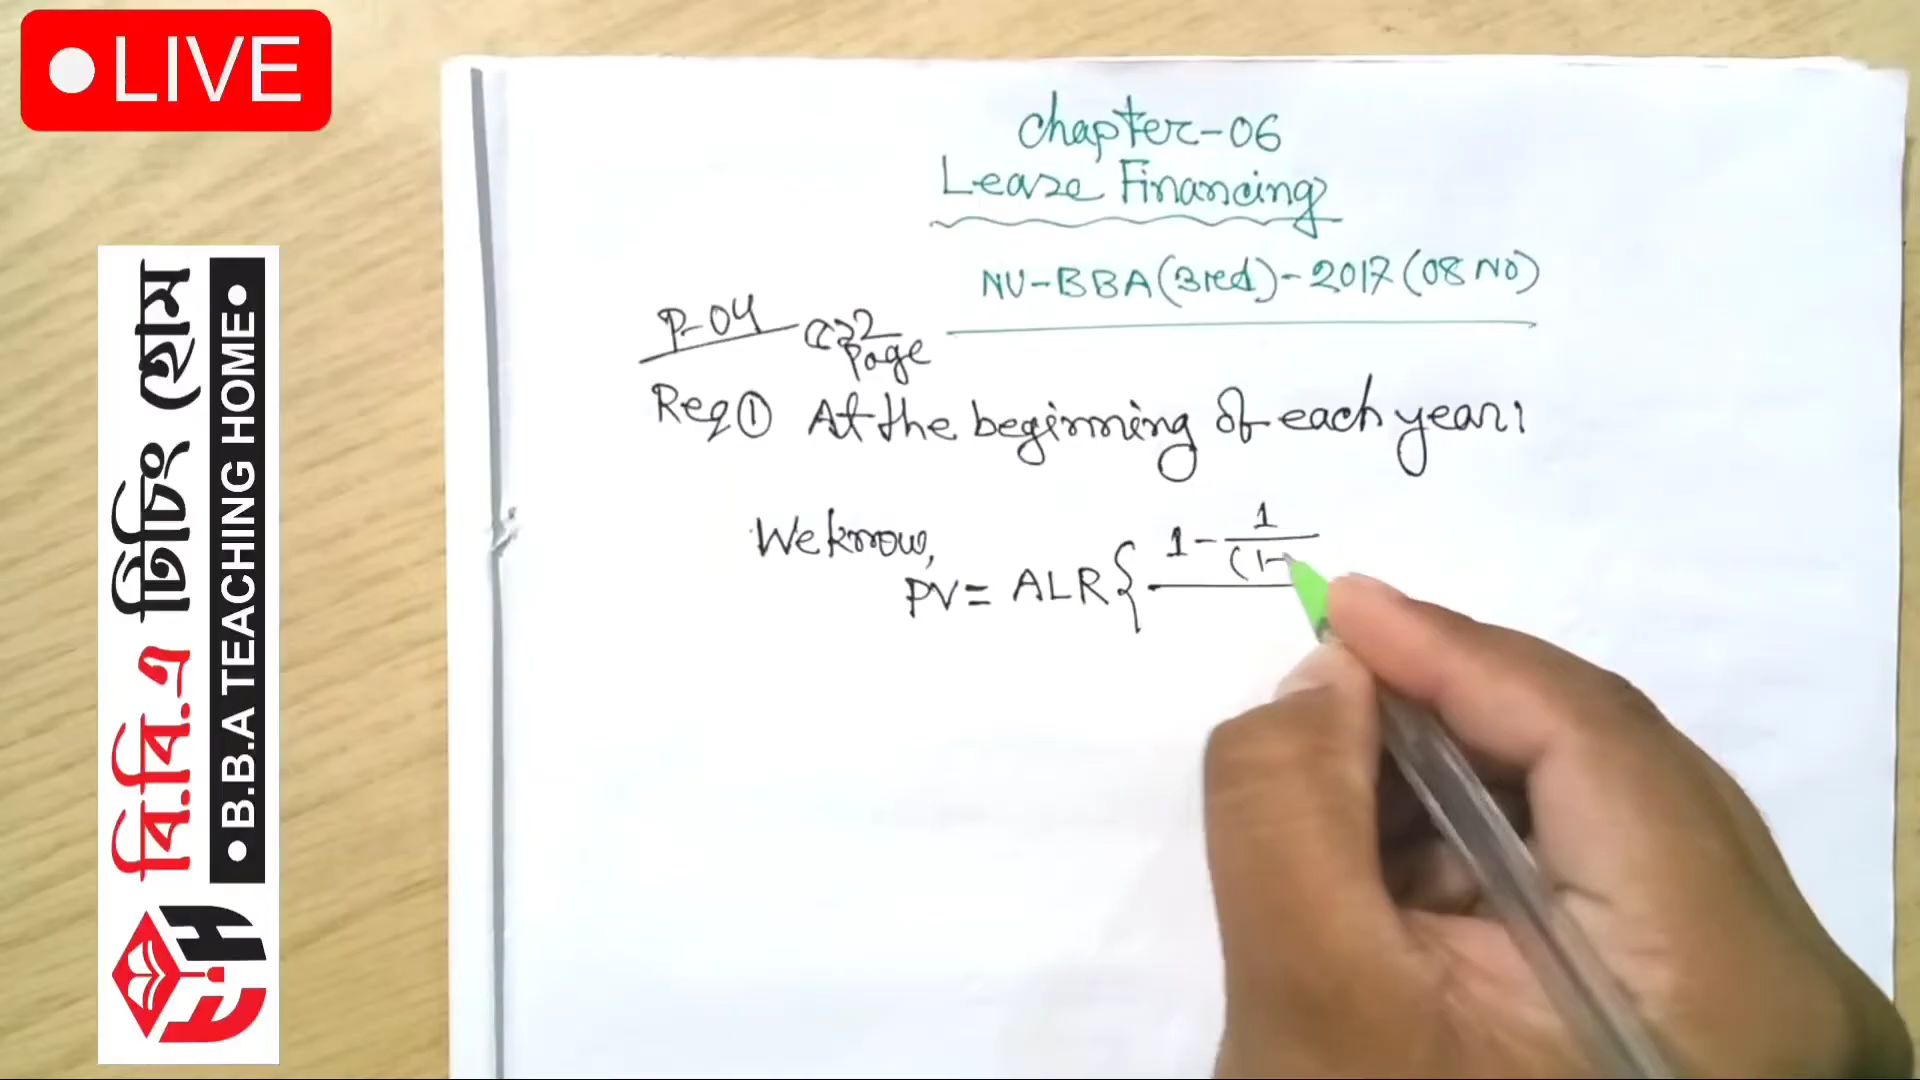 LIVE
বি.বি.এ টিচিং হোম
•B.B.A TEACHING HOME•
Chapter-06
Lease Financing
NU-BBA(3red)-2017(08 No)
P-04
Page
Req① At the beginning of each year:
We know,
PV = ALR{
1 - 1
(1-